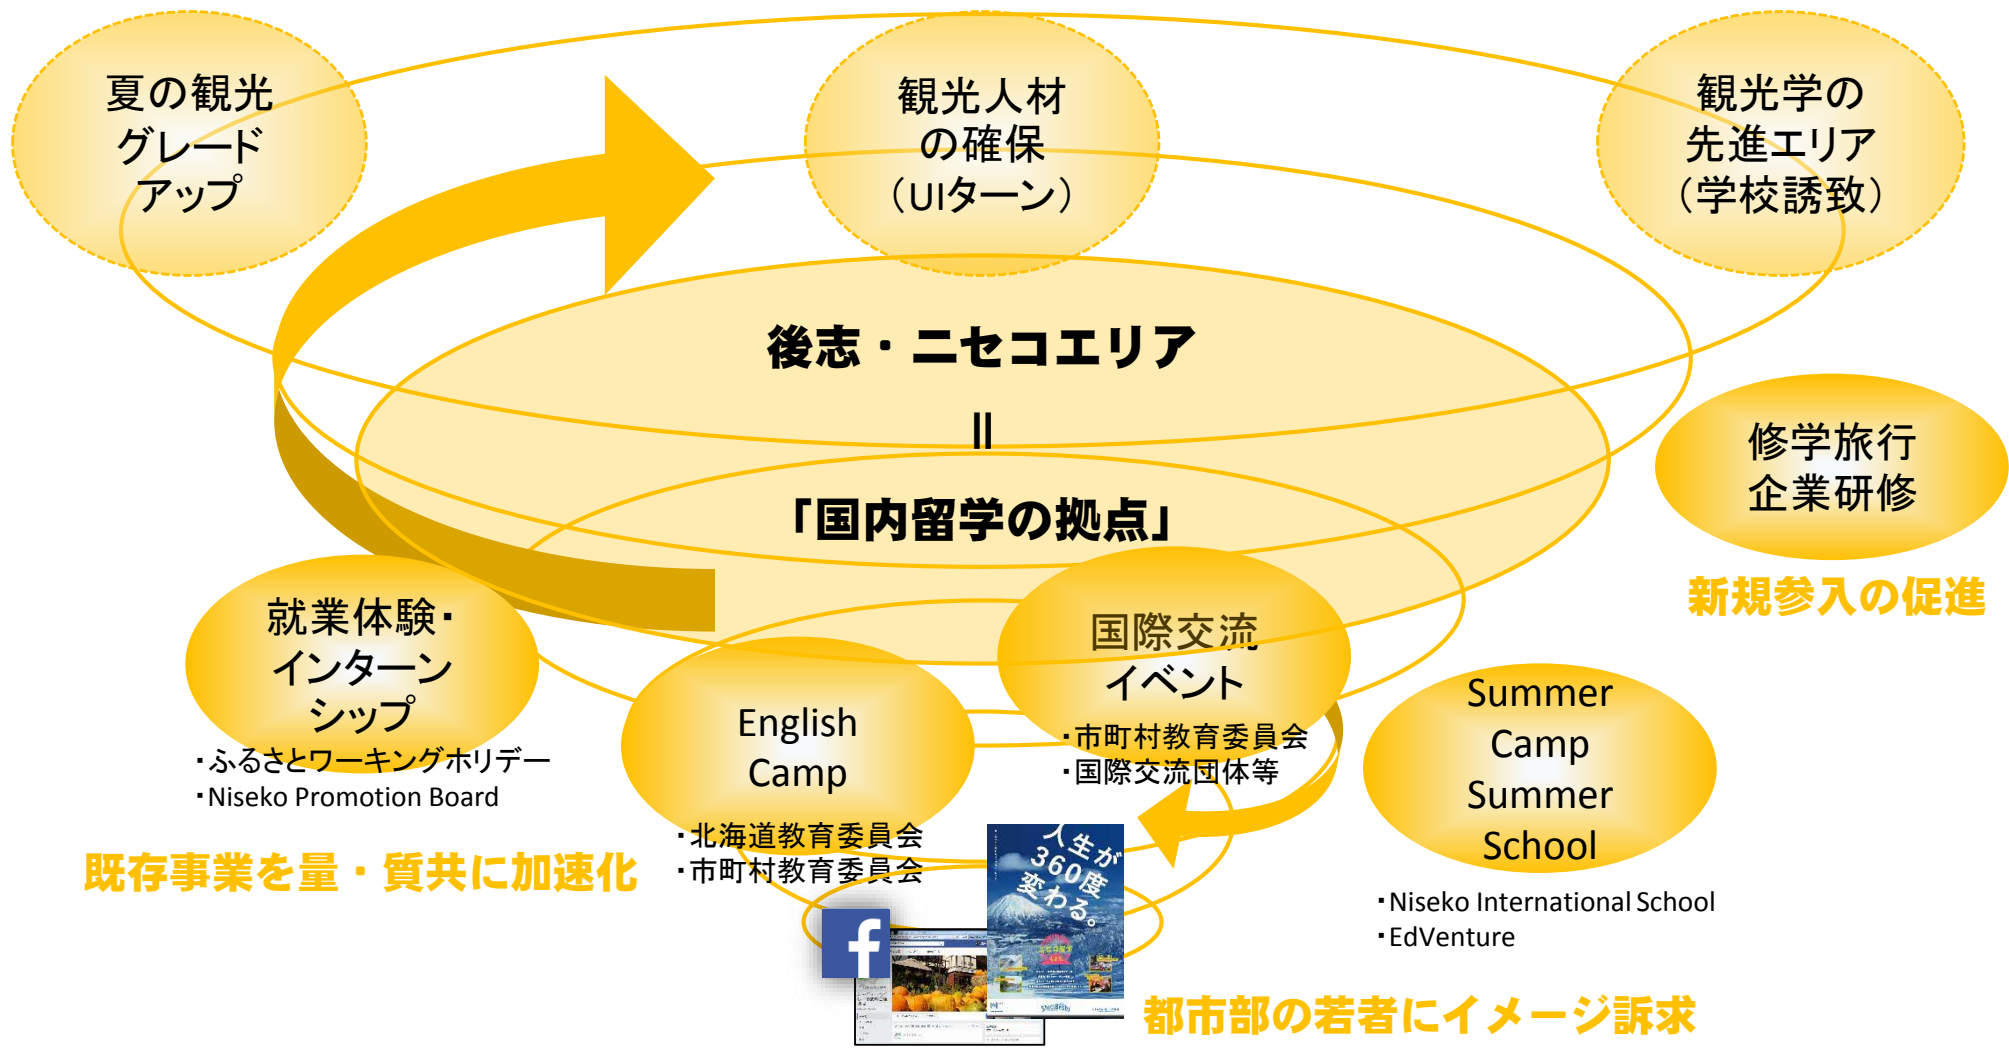 夏の観光
グレード
アップ
観光人材
の確保
（UIターン）
観光学の
先進エリア
（学校誘致）
後志・ニセコエリア
＝
「国内留学の拠点」
修学旅行
企業研修
新規参入の促進
就業体験・
インターン
シップ
・ふるさとワーキングホリデー
・Niseko Promotion Board
既存事業を量・質共に加速化
English
Camp
・北海道教育委員会
・市町村教育委員会
国際交流
イベント
・市町村教育委員会
・国際交流団体等
Summer
Camp
Summer
School
・Niseko International School
・EdVenture
人生が
360度
変わる。
f
都市部の若者にイメージ訴求